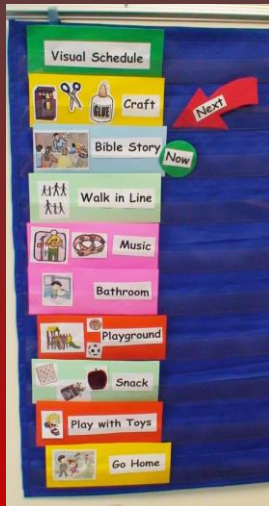 Visual Schedule
Craft
GLUE
Next
Bible Story
Now
Walk in Line
Music
Bathroom
Playground
Snack
Play with Toys
Go Home